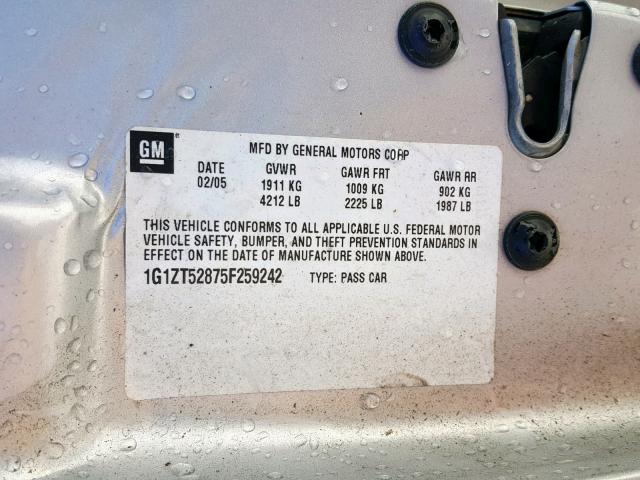 GM
MFD BY GENERAL MOTORS CORP
DATE GVWR GAWR FRT GAWR RR
02/05 1911 KG 1009 KG 902 KG
4212 LB 2225 LB 1987 LB
THIS VEHICLE CONFORMS TO ALL APPLICABLE U.S. FEDERAL MOTOR
VEHICLE SAFETY, BUMPER, AND THEFT PREVENTION STANDARDS IN
EFFECT ON THE DATE OF MANUFACTURE SHOWN ABOVE.
1G1ZT52875F259242 TYPE: PASS CAR